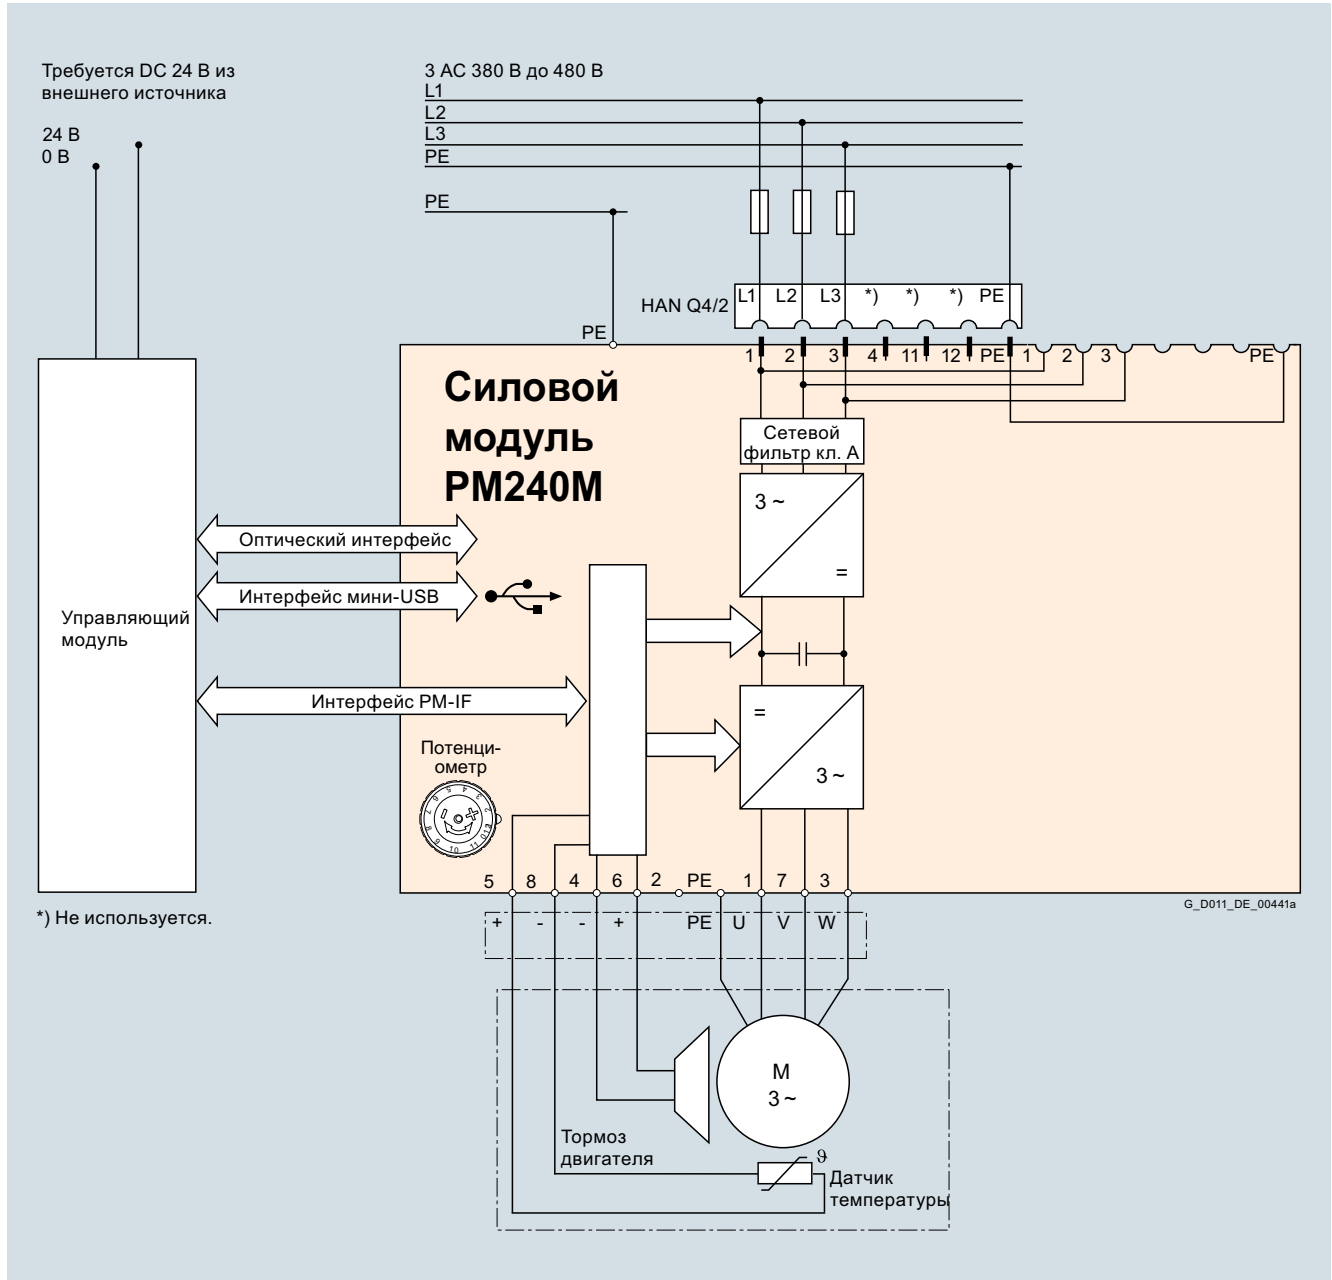 Требуется DC 24 В из
внешнего источника
24 В
0 В
3 AC 380 В до 480 В
L1
L2
L3
PE
PE
HAN Q4/2
L1 L2 L3 *) *) *) PE
PE
1 2 3 4 11 12 PE 1 2 3 PE
Силовой
модуль
PM240M
Сетевой
фильтр кл. A
3 ~
=
Оптический интерфейс
Интерфейс мини-USB
Управляющий
модуль
Интерфейс PM-IF
=
3 ~
Потенци-
ометр
5 8 4 6 2 PE 1 7 3
G_D011_DE_00441a
*) Не используется.
+ - - + PE U V W
M
3 ~
Тормоз
двигателя
ϑ
Датчик
температуры